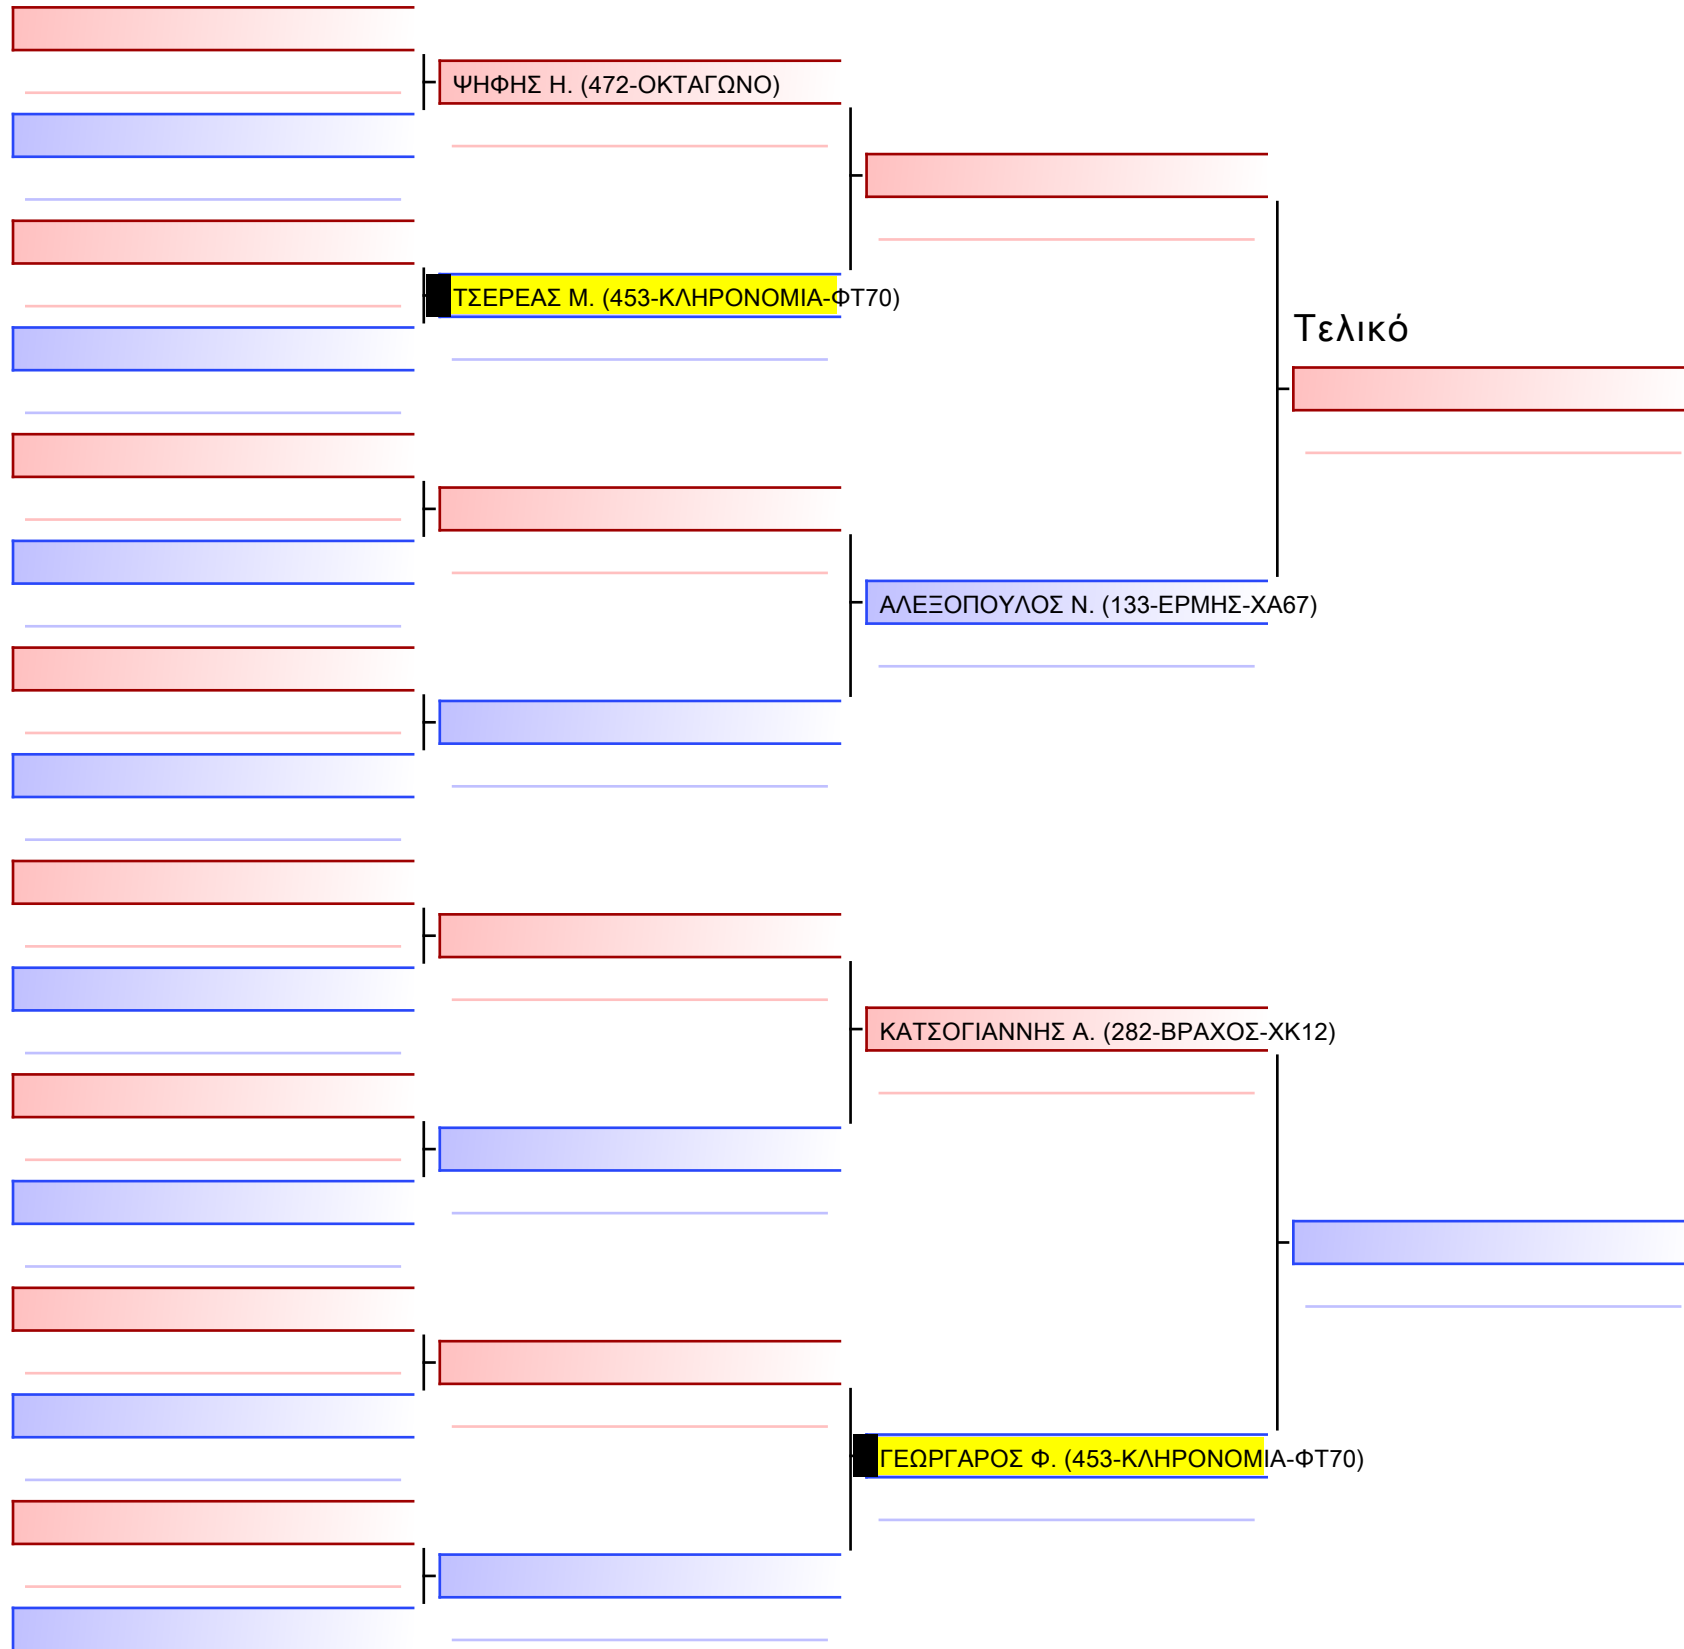 ΨΗΦΗΣ Η. (472-ΟΚΤΑΓΩΝΟ)
ΤΣΕΡΕΑΣ Μ. (453-ΚΛΗΡΟΝΟΜΙΑ-ΦΤ70)
Τελικό
ΑΛΕΞΟΠΟΥΛΟΣ Ν. (133-ΕΡΜΗΣ-ΧΑ67)
ΚΑΤΣΟΓΙΑΝΝΗΣ Α. (282-ΒΡΑΧΟΣ-ΧΚ12)
ΓΕΩΡΓΑΡΟΣ Φ. (453-ΚΛΗΡΟΝΟΜΙΑ-ΦΤ70)